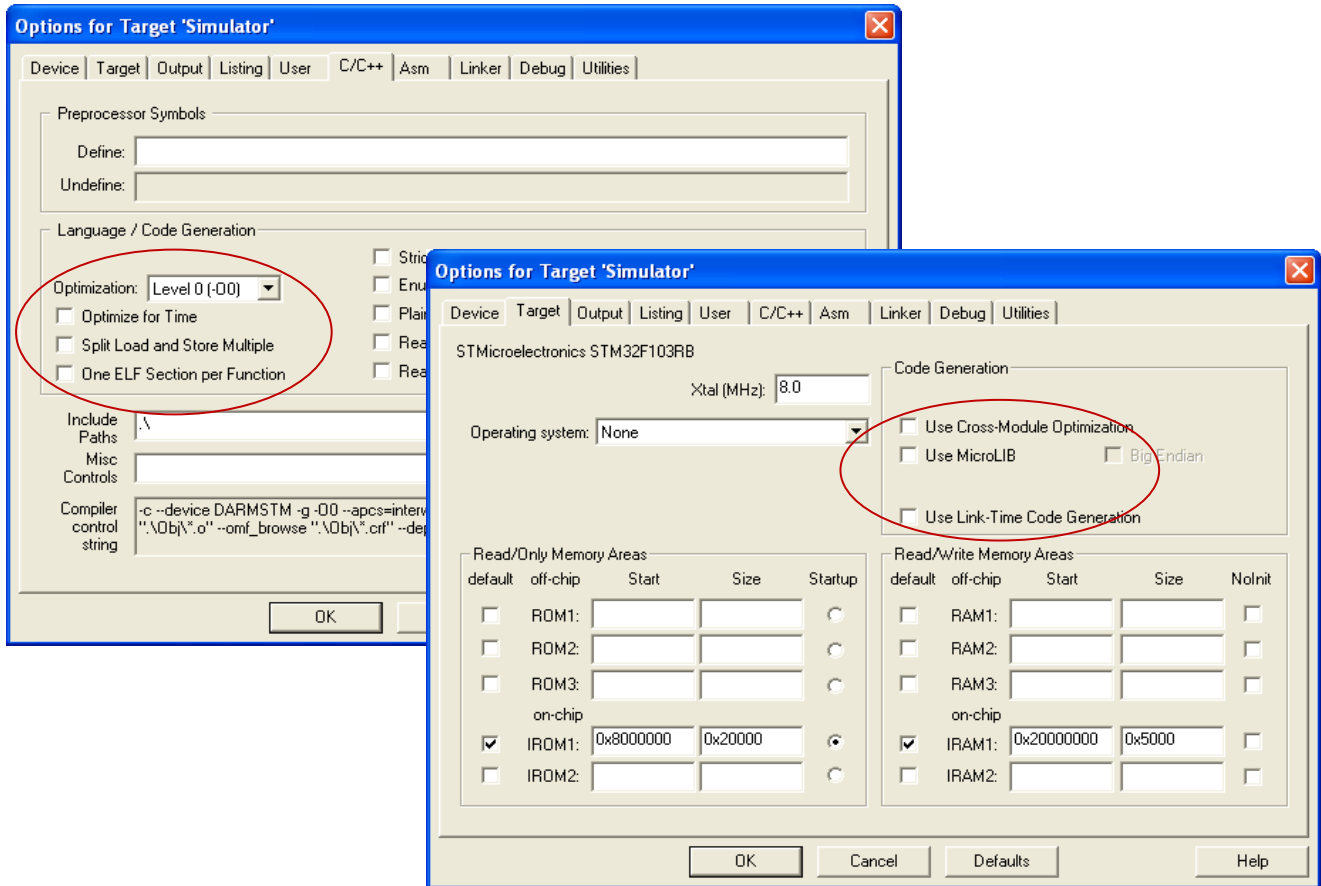 Options for Target 'Simulator'
Device Target Output Listing User C/C++ Asm Linker Debug Utilities
Preprocessor Symbols
Define:
Undefine:
Language / Code Generation
Optimization: Level 0 (-O0)
Optimize for Time
Split Load and Store Multiple
One ELF Section per Function
Stric
Enu
Plai
Rea
Rea
Include Paths
.\
Misc Controls
Compiler control string
-c --device DARMSTM -g -O0 --apcs=interw
".\Obj\*.o" --omf_browse ".\Obj\*.crf" --dep
OK
Options for Target 'Simulator'
Device Target Output Listing User C/C++ Asm Linker Debug Utilities
STMicroelectronics STM32F103RB
Xtal (MHz): 8.0
Operating system: None
Code Generation
Use Cross-Module Optimization
Use MicroLIB Big Endian
Use Link-Time Code Generation
Read/Only Memory Areas
default off-chip Start Size Startup
ROM1:
ROM2:
ROM3:
on-chip
IROM1: 0x8000000 0x20000
IROM2:
Read/Write Memory Areas
default off-chip Start Size NoInit
RAM1:
RAM2:
RAM3:
on-chip
IRAM1: 0x20000000 0x5000
IRAM2:
OK Cancel Defaults Help